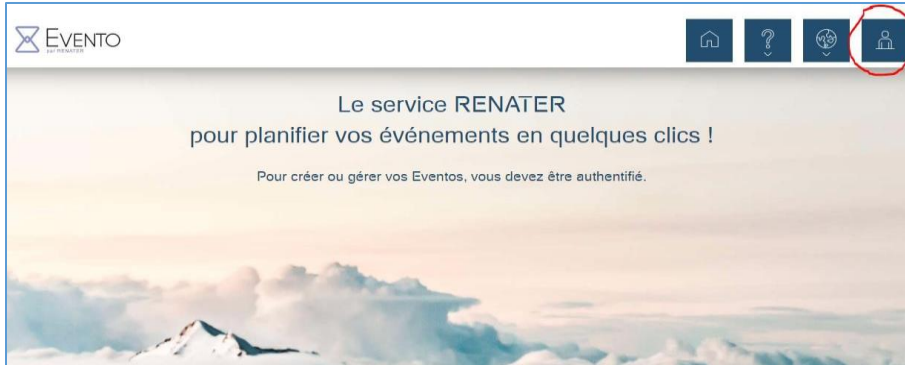 EVENTO
par RENATER
?
Le service RENATER
pour planifier vos événements en quelques clics !
Pour créer ou gérer vos Eventos, vous devez être authentifié.